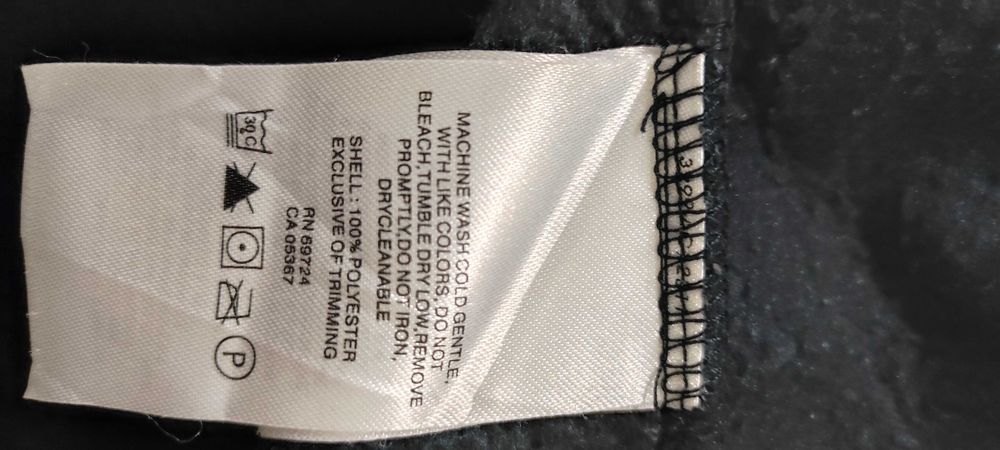 MACHINE WASH COLD GENTLE,
WITH LIKE COLORS, DO NOT
BLEACH,TUMBLE DRY LOW,REMOVE
PROMPTLY,DO NOT IRON,
DRYCLEANABLE
SHELL : 100% POLYESTER
EXCLUSIVE OF TRIMMING
RN 69724
CA 05367
30C
P